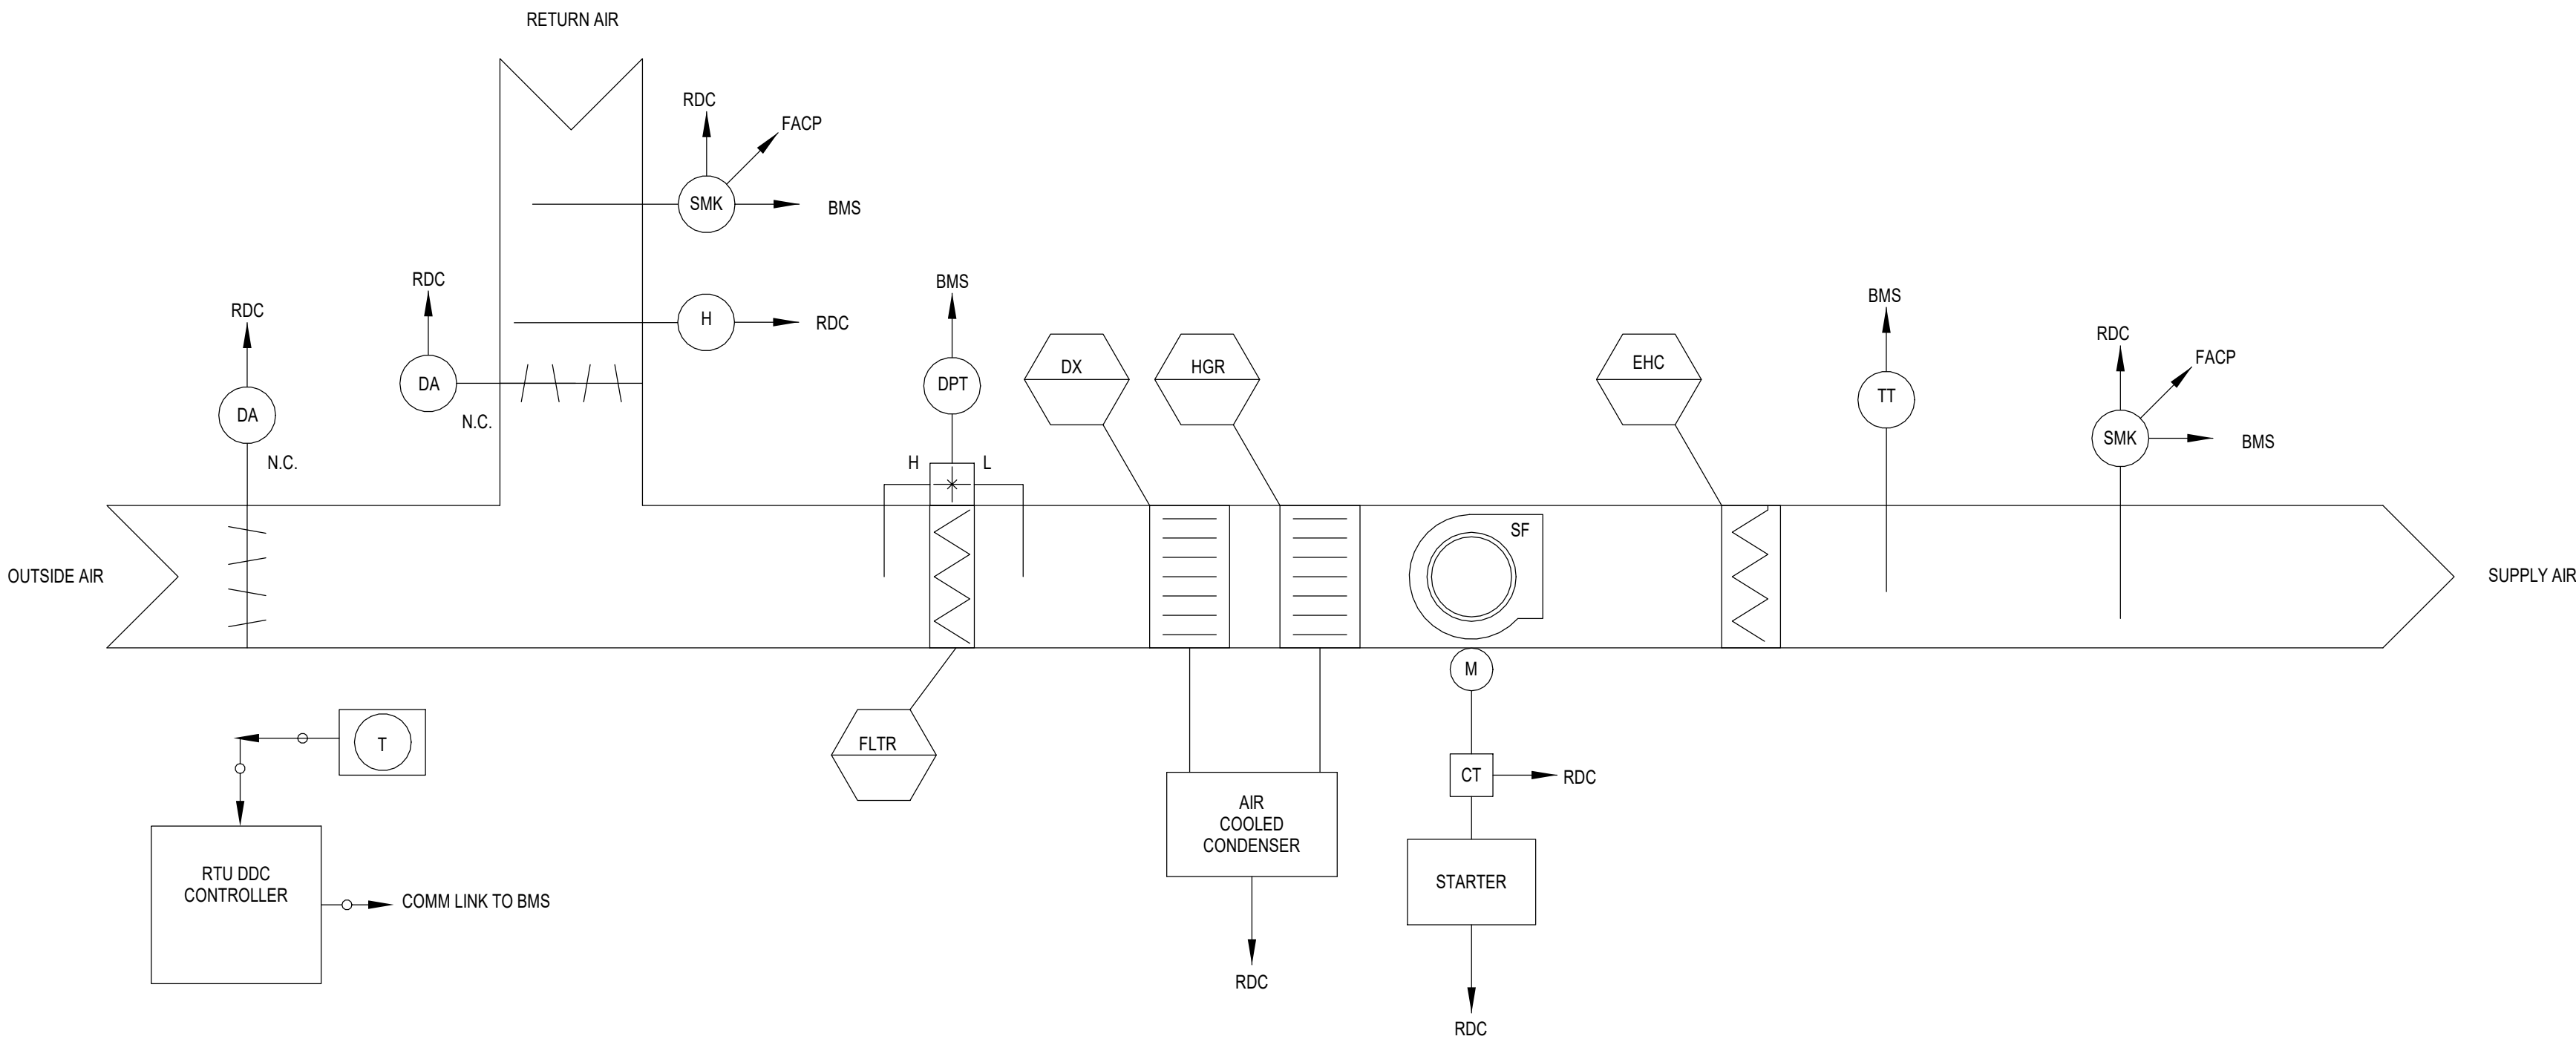 RETURN AIR
RDC
FACP
SMK
BMS
RDC
RDC
H
RDC
DA
N.C.
RDC
DA
N.C.
BMS
DPT
H
L
DX
HGR
EHC
BMS
TT
RDC
FACP
SMK
BMS
OUTSIDE AIR
SF
SUPPLY AIR
M
T
FLTR
CT
RDC
AIR
COOLED
CONDENSER
RTU DDC
CONTROLLER
COMM LINK TO BMS
STARTER
RDC
RDC